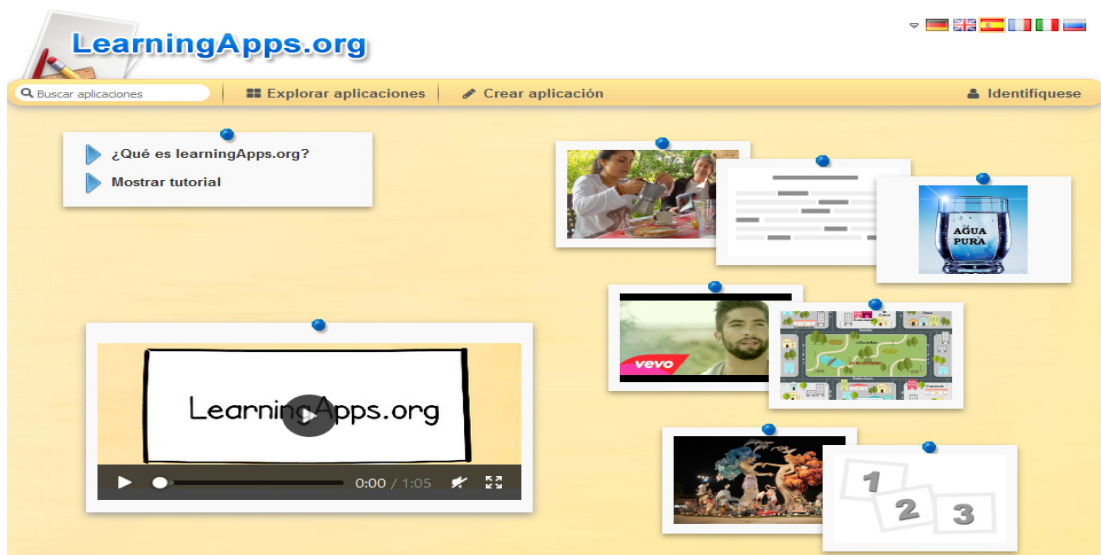 LearningApps.org
Buscar aplicaciones
Explorar aplicaciones
Crear aplicación
Identifíquese
¿Qué es learningApps.org?
Mostrar tutorial
AGUA
PURA
vevo
LearningApps.org
0:00 / 1:05
1
2
3